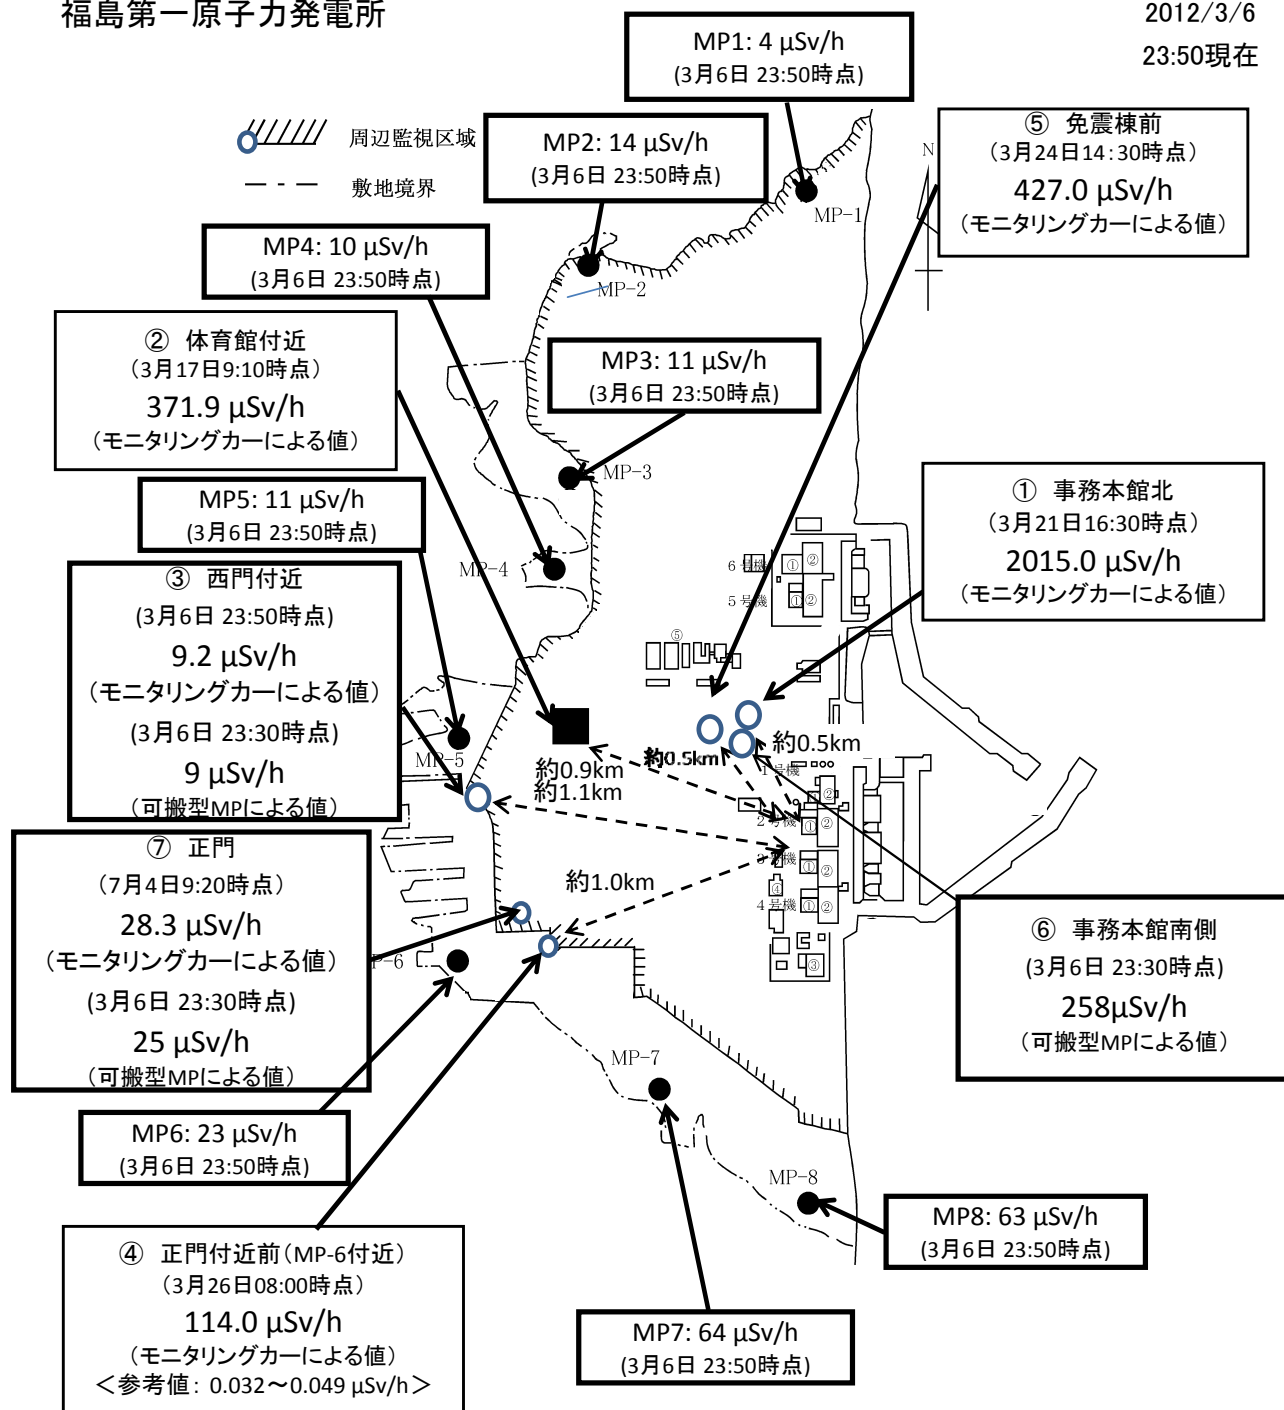 福島第一原子力発電所
2012/3/6
23:50現在
MP1: 4 μSv/h
(3月6日 23:50時点)
周辺監視区域
敷地境界
MP2: 14 μSv/h
(3月6日 23:50時点)
⑤ 免震棟前
(3月24日14:30時点)
427.0 μSv/h
(モニタリングカーによる値)
N
MP-1
MP4: 10 μSv/h
(3月6日 23:50時点)
MP-2
② 体育館付近
(3月17日9:10時点)
371.9 μSv/h
(モニタリングカーによる値)
MP3: 11 μSv/h
(3月6日 23:50時点)
MP-3
MP5: 11 μSv/h
(3月6日 23:50時点)
① 事務本館北
(3月21日16:30時点)
2015.0 μSv/h
(モニタリングカーによる値)
MP-4
6号機
①
②
5号機
①
②
③ 西門付近
(3月6日 23:50時点)
9.2 μSv/h
(モニタリングカーによる値)
(3月6日 23:30時点)
9 μSv/h
(可搬型MPによる値)
⑤
MP-5
約0.9km
約1.1km
約0.5km
約0.5km
1号機
①
②
2号機
①
②
3号機
①
②
4号機
①
②
④
③
約1.0km
⑦ 正門
(7月4日9:20時点)
28.3 μSv/h
(モニタリングカーによる値)
(3月6日 23:30時点)
25 μSv/h
(可搬型MPによる値)
P-6
⑥ 事務本館南側
(3月6日 23:30時点)
258μSv/h
(可搬型MPによる値)
MP-7
MP6: 23 μSv/h
(3月6日 23:50時点)
MP-8
MP8: 63 μSv/h
(3月6日 23:50時点)
④ 正門付近前(MP-6付近)
(3月26日08:00時点)
114.0 μSv/h
(モニタリングカーによる値)
<参考値: 0.032~0.049 μSv/h>
MP7: 64 μSv/h
(3月6日 23:50時点)